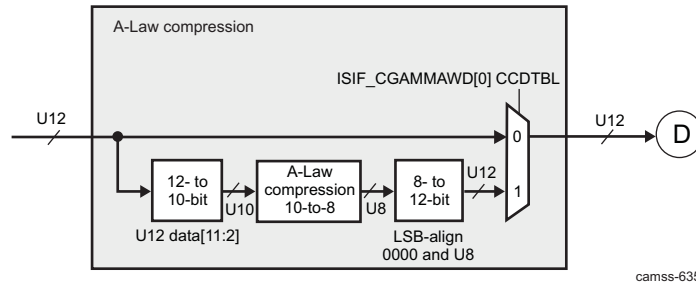 A-Law compression
ISIF_CGAMMAWD[0] CCDTBL
U12
U12
0
D
12- to
10-bit
U10
A-Law
compression
10-to-8
U8
8- to
12-bit
U12
1
U12 data[11:2]
LSB-align
0000 and U8
camss-635